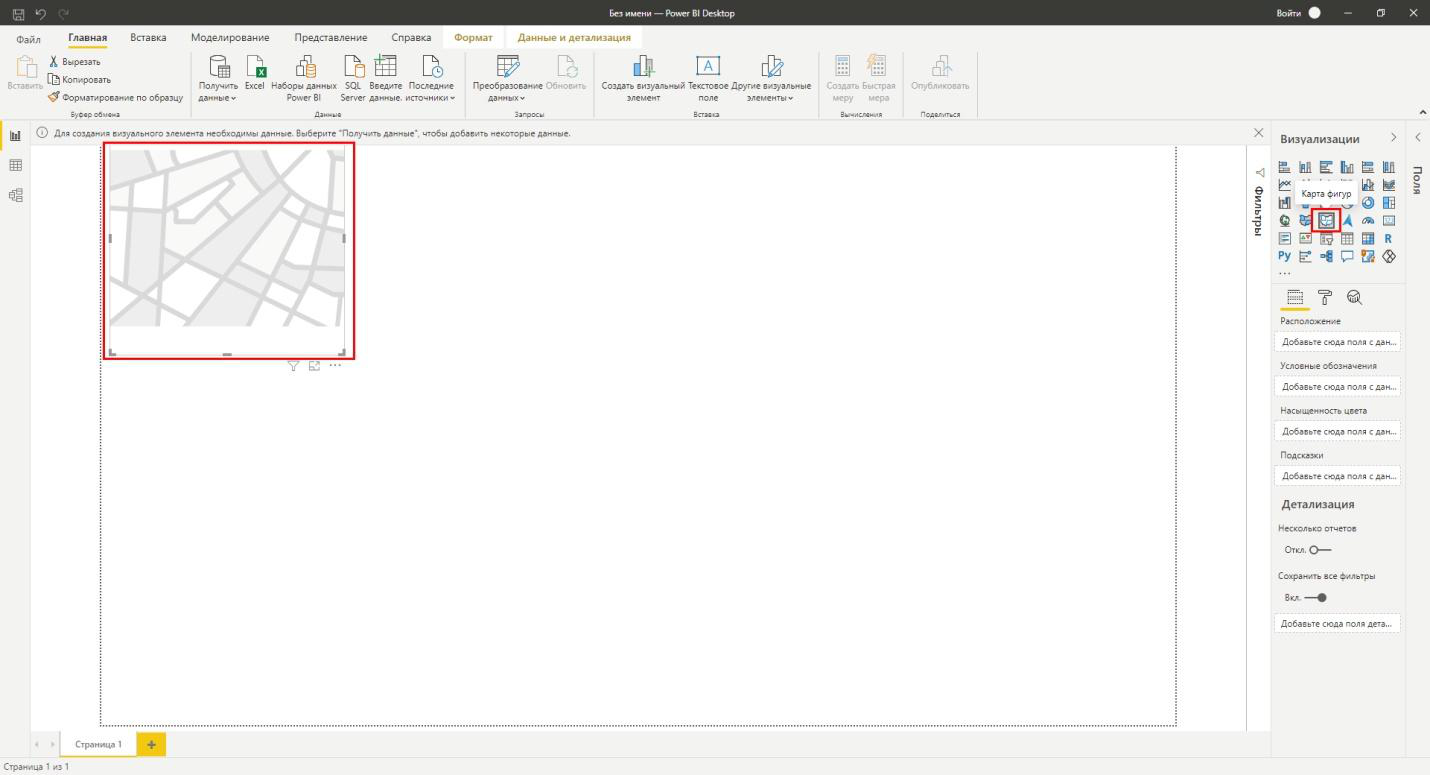 Без имени — Power BI Desktop
Войти
Файл
Главная
Вставка
Моделирование
Представление
Справка
Формат
Данные и детализация
Вставить
Вырезать
Копировать
Форматирование по образцу
Буфер обмена
Получить данные
Excel
Наборы данных Power BI
SQL Server
Введите данные.
Последние источники
Данные
Преобразование данных
Обновить
Запросы
Создать визуальный элемент
Текстовое поле
Другие визуальные элементы
Вставка
Создать меру
Быстрая мера
Вычисления
Опубликовать
Поделиться
Для создания визуального элемента необходимы данные. Выберите "Получить данные", чтобы добавить некоторые данные.
Фильтры
Визуализации
Поля
Карта фигур
R
Py
...
Расположение
Добавьте сюда поля с дан...
Условные обозначения
Добавьте сюда поля с дан...
Насыщенность цвета
Добавьте сюда поля с дан...
Подсказки
Добавьте сюда поля с дан...
Детализация
Несколько отчетов
Откл.
Сохранить все фильтры
Вкл.
Добавьте сюда поля дета...
Страница 1
Страница 1 из 1